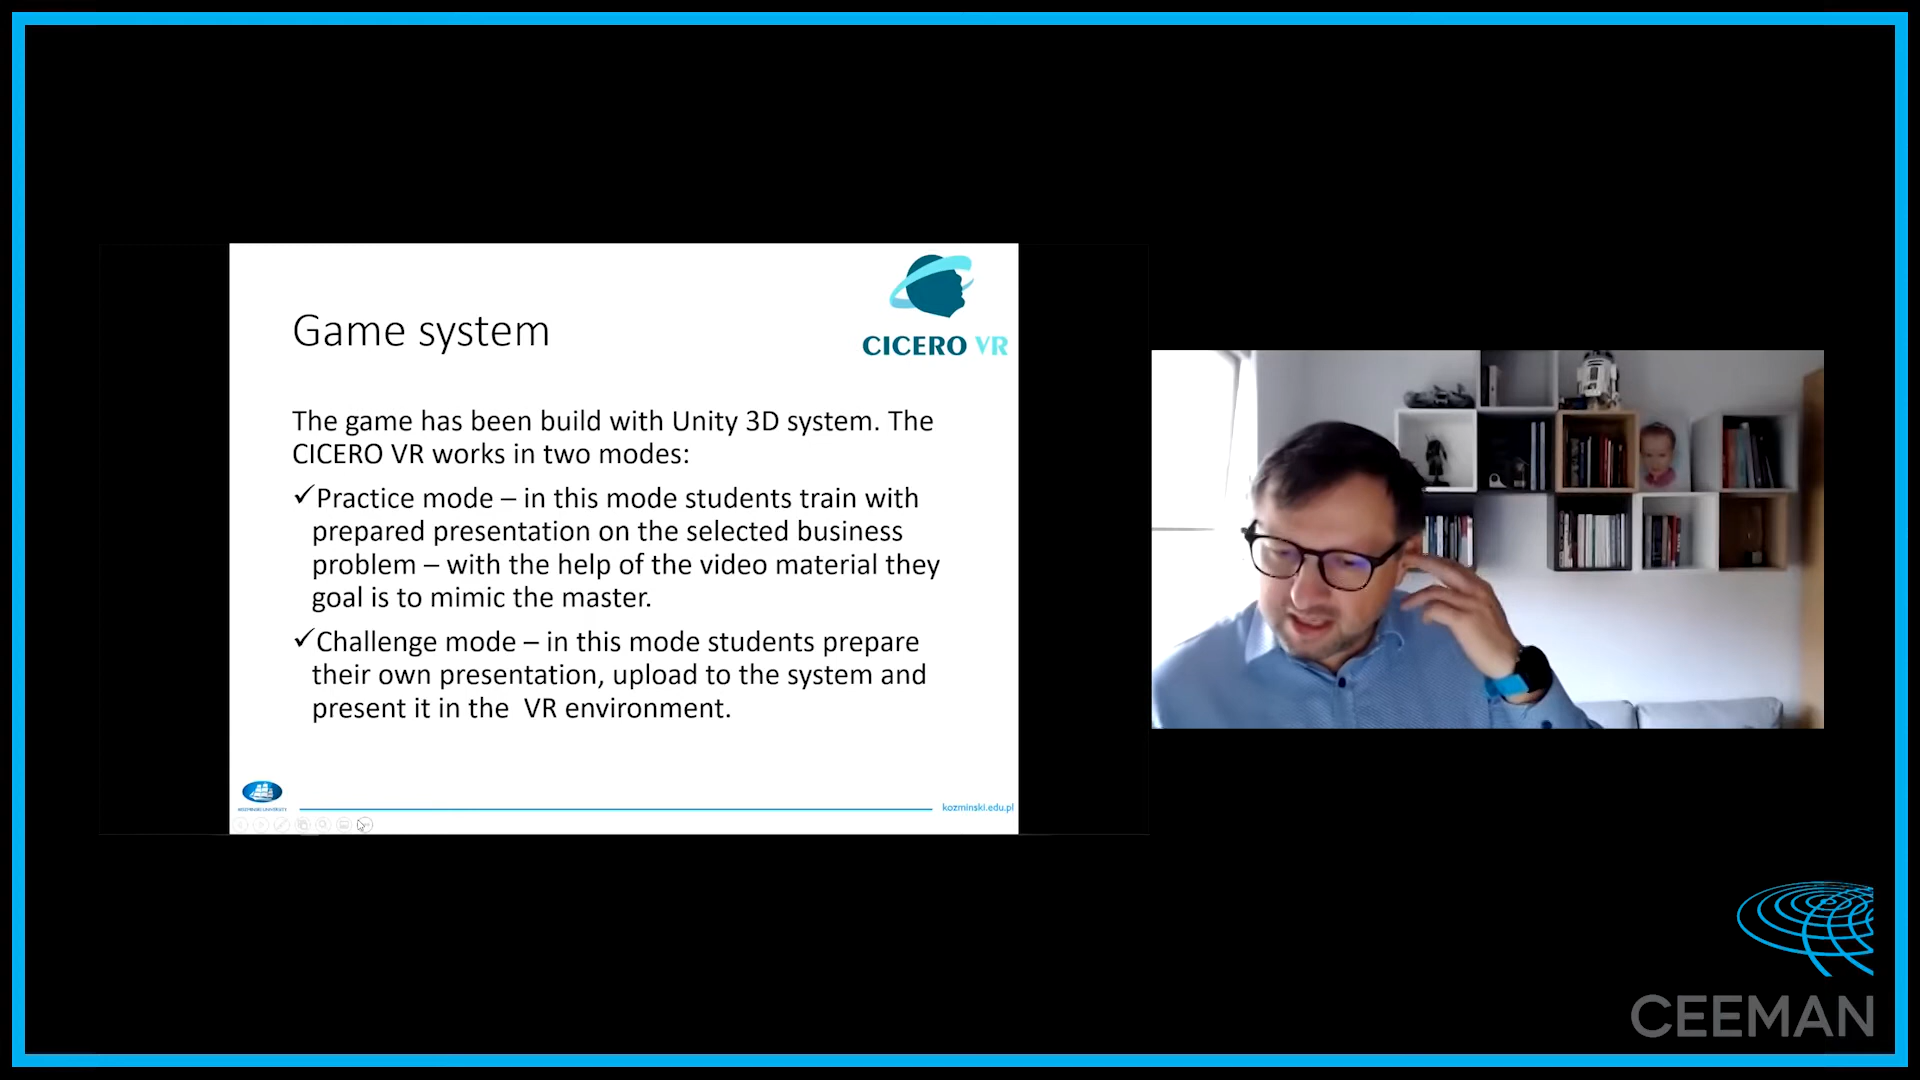 Game system
CICERO VR
The game has been build with Unity 3D system. The
CICERO VR works in two modes:
✓Practice mode – in this mode students train with
prepared presentation on the selected business
problem – with the help of the video material they
goal is to mimic the master.
✓Challenge mode – in this mode students prepare
their own presentation, upload to the system and
present it in the  VR environment.
KOZMINSKI UNIVERSITY
kozminski.edu.pl
CEEMAN